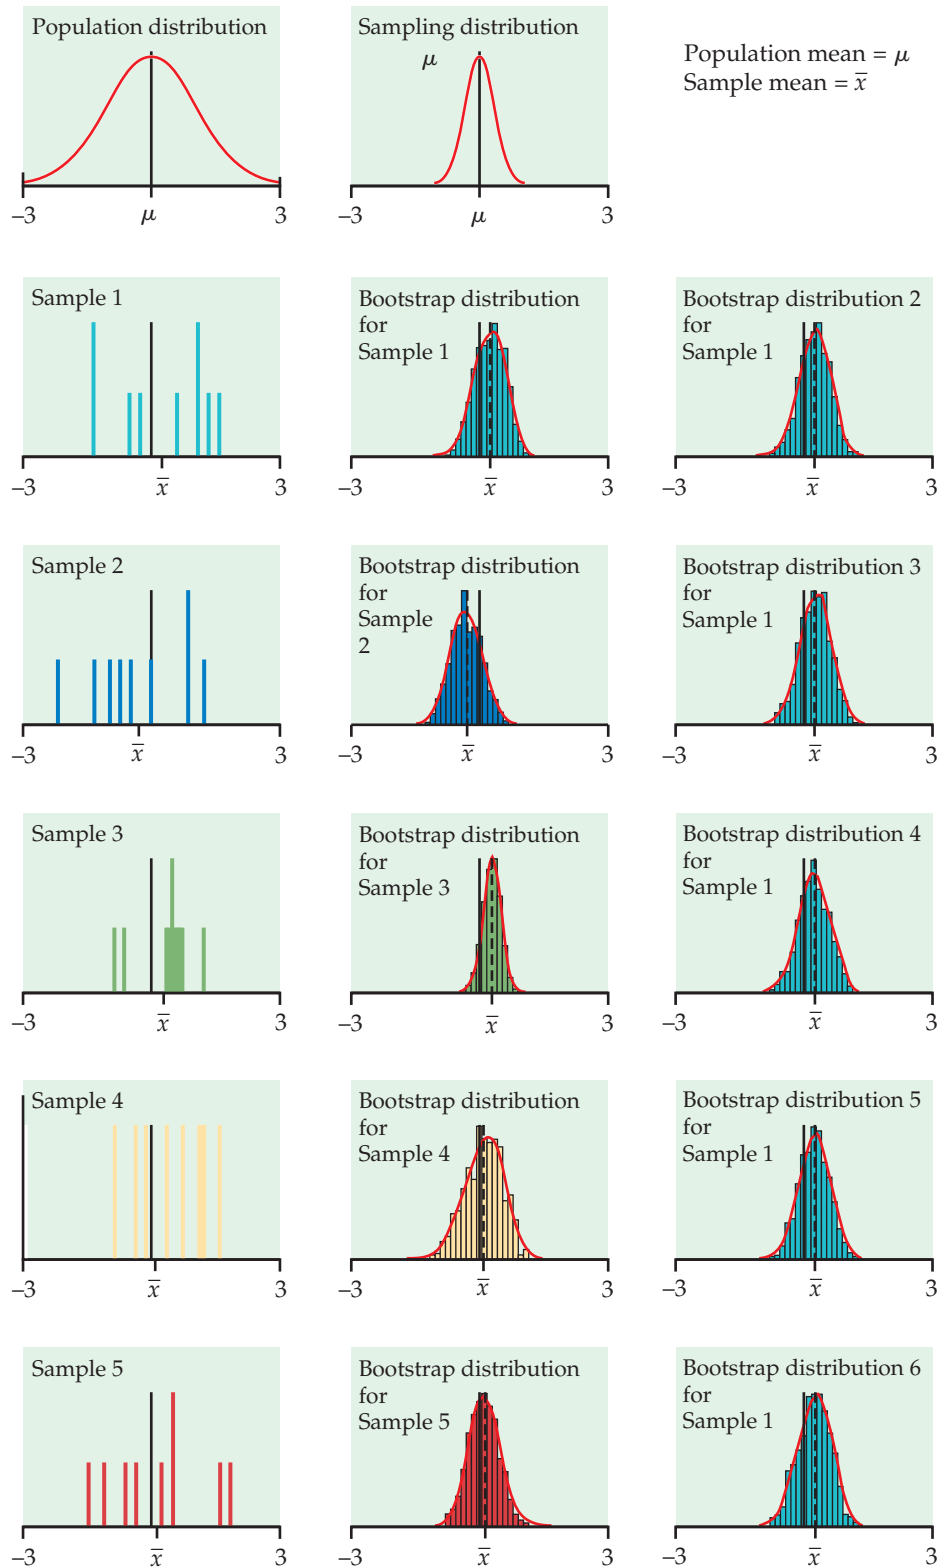 Population distribution
μ
–3
3
Sampling distribution
μ
μ
–3
3
Population mean = μ
Sample mean = x̅
Sample 1
–3
x̅
3
Bootstrap distribution
for
Sample 1
–3
x̅
3
Bootstrap distribution 2
for
Sample 1
–3
x̅
3
Sample 2
–3
x̅
3
Bootstrap distribution
for
Sample
2
–3
x̅
3
Bootstrap distribution 3
for
Sample 1
–3
x̅
3
Sample 3
–3
x̅
3
Bootstrap distribution
for
Sample 3
–3
x̅
3
Bootstrap distribution 4
for
Sample 1
–3
x̅
3
Sample 4
–3
x̅
3
Bootstrap distribution
for
Sample 4
–3
x̅
3
Bootstrap distribution 5
for
Sample 1
–3
x̅
3
Sample 5
–3
x̅
3
Bootstrap distribution
for
Sample 5
–3
x̅
3
Bootstrap distribution 6
for
Sample 1
–3
x̅
3